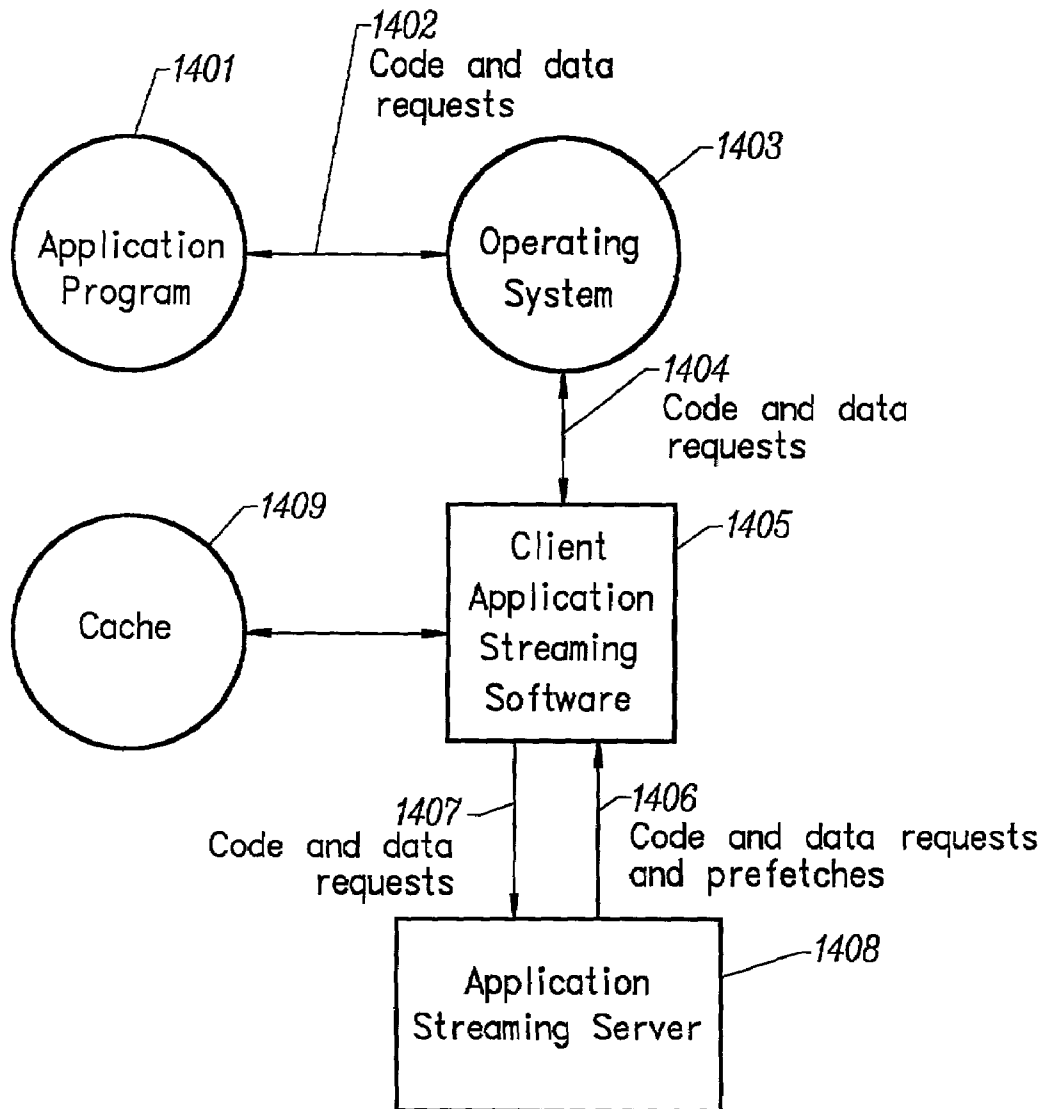 1402
Code and data
requests
1401
1403
Application
Program
Operating
System
1404
Code and data
requests
1409
1405
Cache
Client
Application
Streaming
Software
1407
Code and data
requests
1406
Code and data requests
and prefetches
1408
Application
Streaming Server